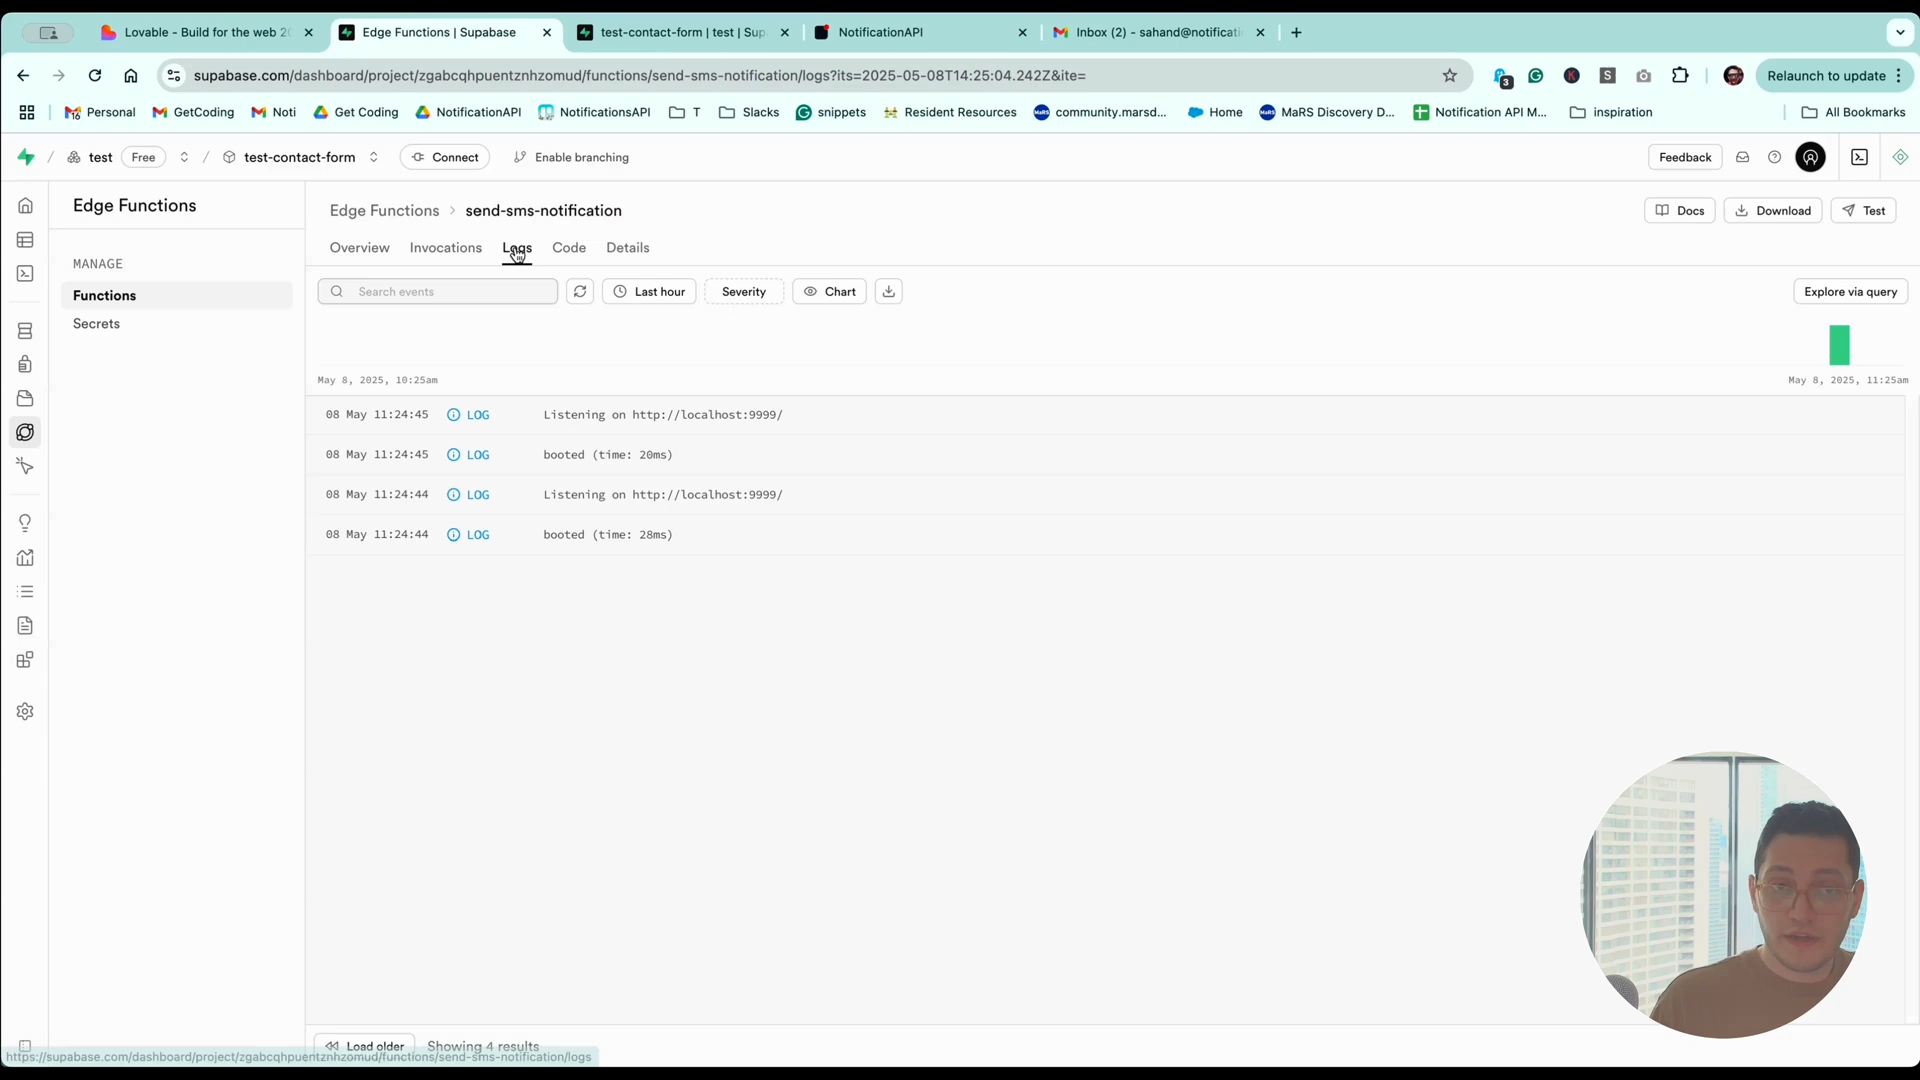 Lovable - Build for the web 2
Edge Functions | Supabase
test-contact-form | test | Sup
NotificationAPI
Inbox (2) - sahand@notificati
supabase.com/dashboard/project/zgabcqhpuentznhzomud/functions/send-sms-notification/logs?its=2025-05-08T14:25:04.242Z&ite=
3
K
S
Relaunch to update
Personal
GetCoding
Noti
Get Coding
NotificationAPI
NotificationsAPI
T
Slacks
snippets
Resident Resources
community.marsd...
Home
MaRS Discovery D...
Notification API M...
inspiration
All Bookmarks
/
test
Free
/
test-contact-form
Connect
Enable branching
Feedback
Edge Functions
Edge Functions > send-sms-notification
Docs
Download
Test
Overview
Invocations
Logs
Code
Details
MANAGE
Functions
Secrets
Search events
Last hour
Severity
Chart
Explore via query
May 8, 2025, 10:25am
May 8, 2025, 11:25am
08 May 11:24:45 LOG Listening on http://localhost:9999/
08 May 11:24:45 LOG booted (time: 20ms)
08 May 11:24:44 LOG Listening on http://localhost:9999/
08 May 11:24:44 LOG booted (time: 28ms)
Load older
Showing 4 results
https://supabase.com/dashboard/project/zgabcqhpuentznhzomud/functions/send-sms-notification/logs